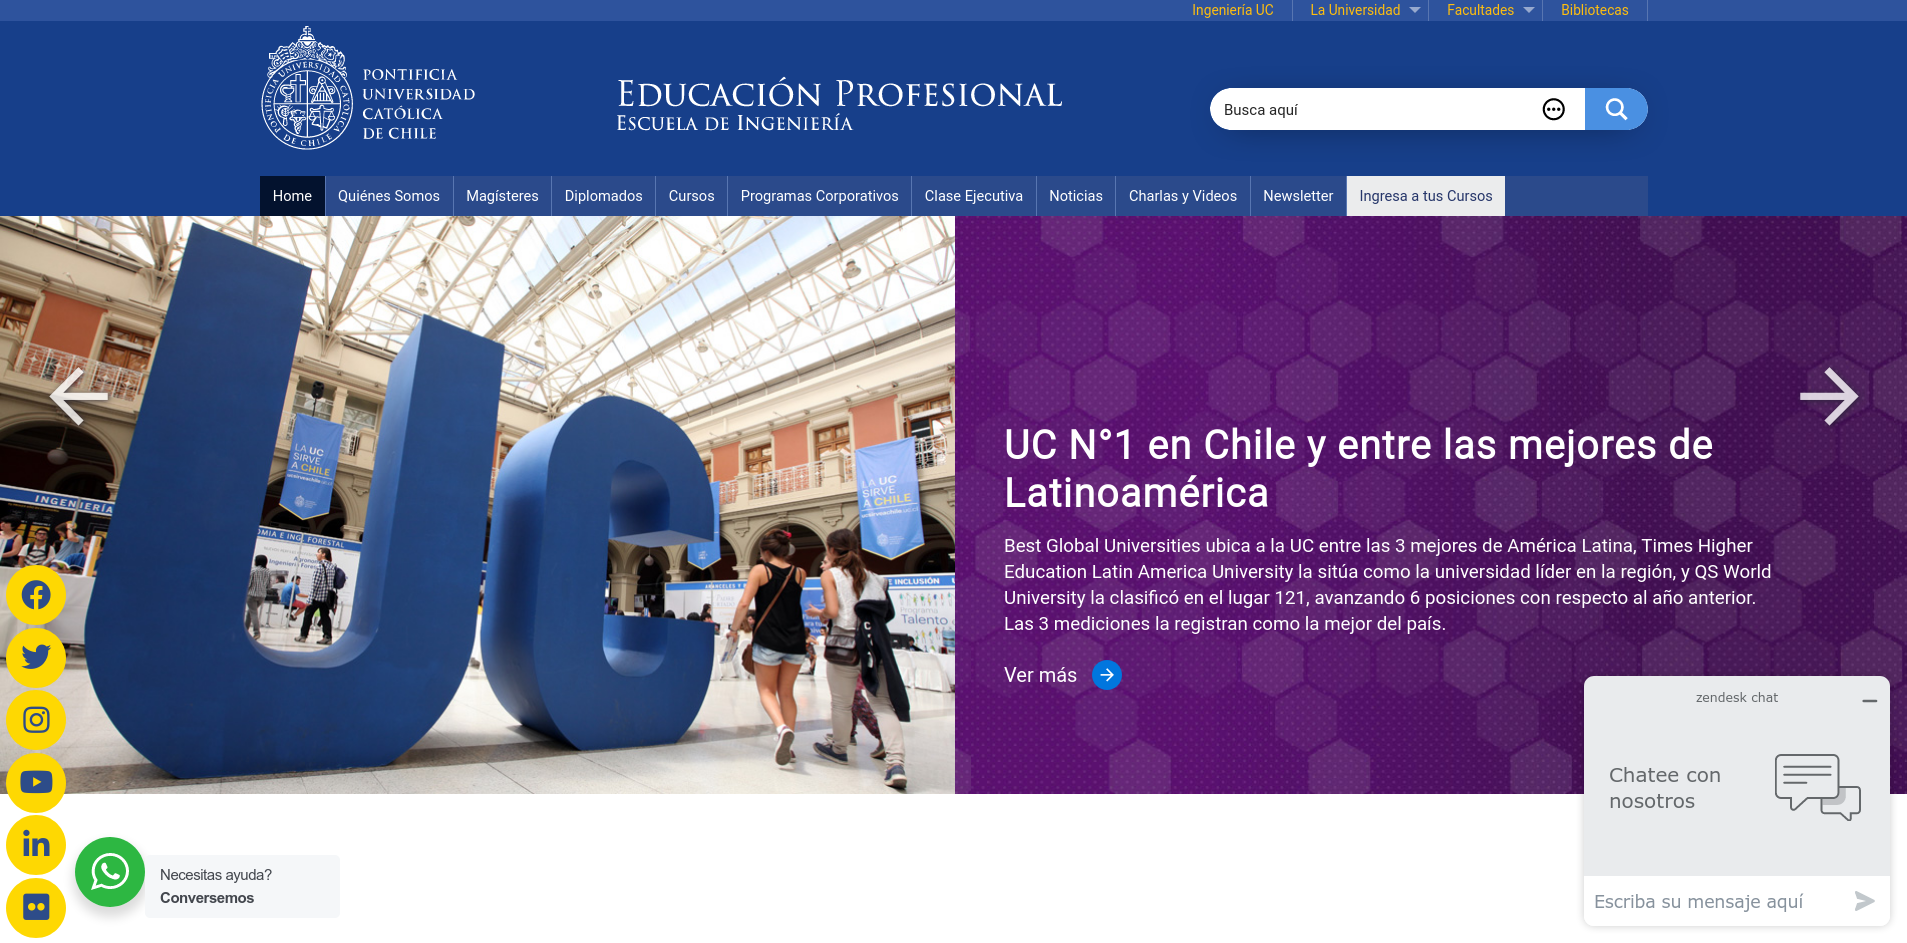 Ingeniería UC
La Universidad
Facultades
Bibliotecas
PONTIFICIA
UNIVERSIDAD
CATÓLICA
DE CHILE
EDUCACIÓN PROFESIONAL
ESCUELA DE INGENIERÍA
Busca aquí
Home
Quiénes Somos
Magísteres
Diplomados
Cursos
Programas Corporativos
Clase Ejecutiva
Noticias
Charlas y Videos
Newsletter
Ingresa a tus Cursos
UC
LA UC
SIRVE
A CHILE
LA UC
SIRVE
A CHILE
INGENIERÍA
OMIA E ING. FORESTAL
INCLUSIÓN
Programa
Talento
UC N°1 en Chile y entre las mejores de
Latinoamérica
Best Global Universities ubica a la UC entre las 3 mejores de América Latina, Times Higher
Education Latin America University la sitúa como la universidad líder en la región, y QS World
University la clasificó en el lugar 121, avanzando 6 posiciones con respecto al año anterior.
Las 3 mediciones la registran como la mejor del país.
Ver más
zendesk chat
Chatee con
nosotros
Escriba su mensaje aquí
Necesitas ayuda?
Conversemos